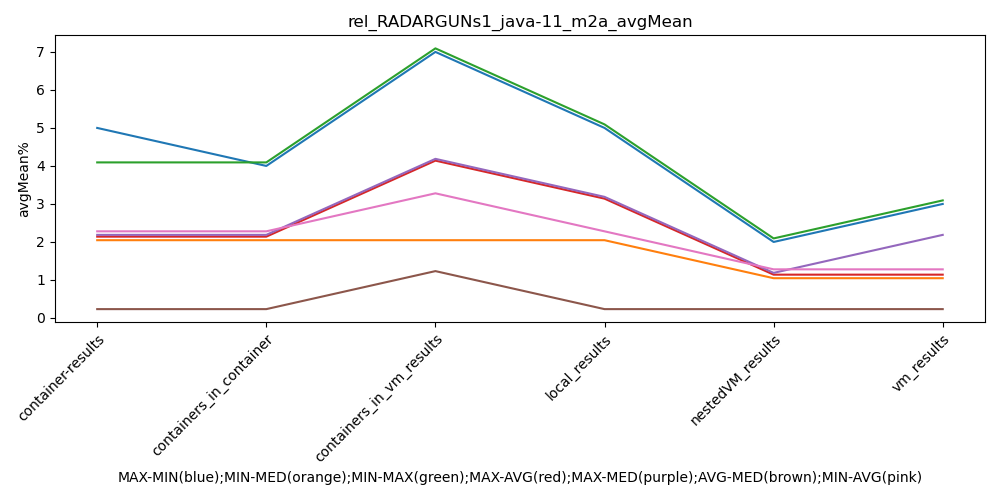 rel_RADARGUNs1_java-11_m2a_avgMean
avgMean%
7
6
5
4
3
2
1
0
container-results
containers_in_container
containers_in_vm_results
local_results
nestedVM_results
vm_results
MAX-MIN(blue);MIN-MED(orange);MIN-MAX(green);MAX-AVG(red);MAX-MED(purple);AVG-MED(brown);MIN-AVG(pink)